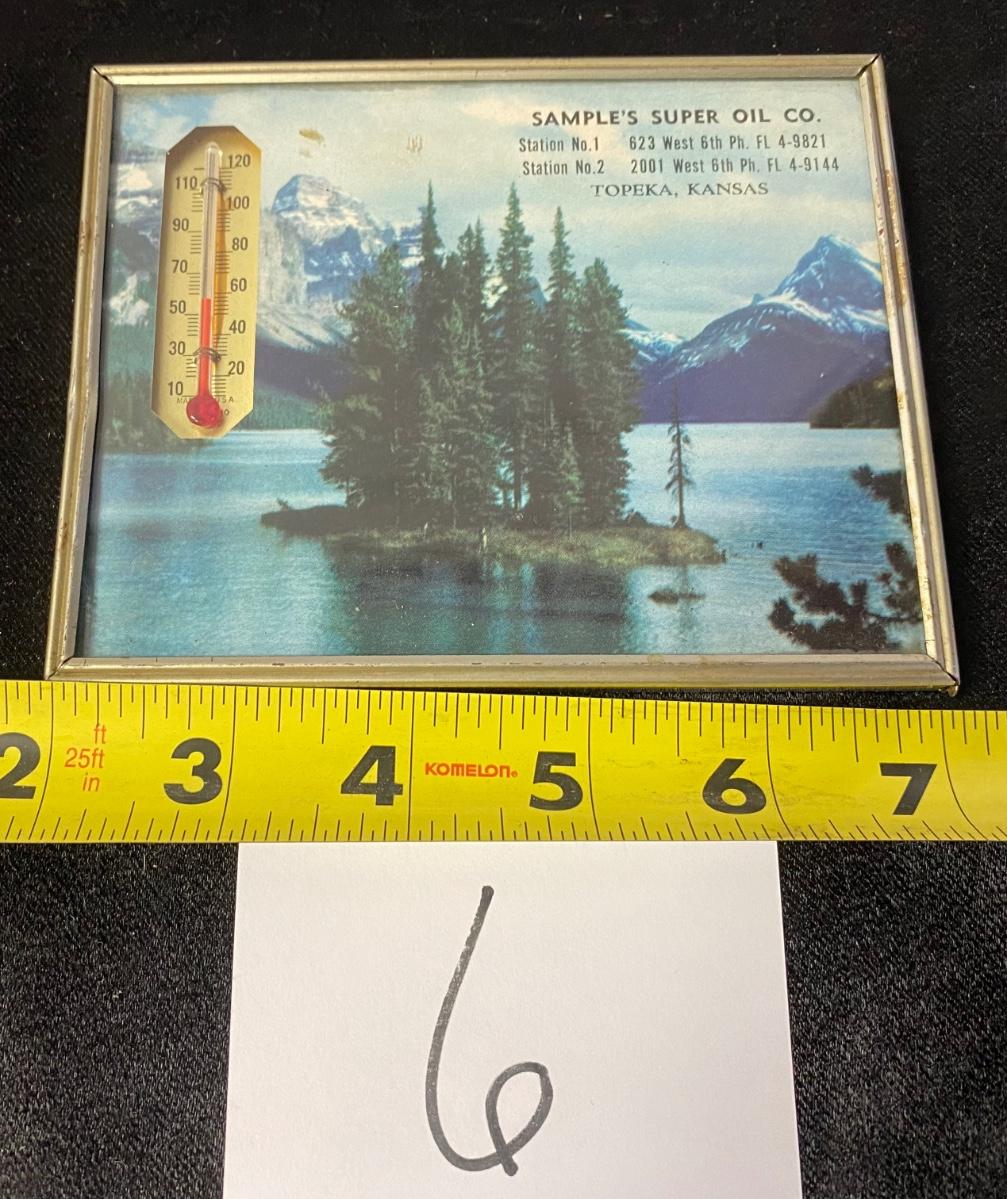 SAMPLE'S SUPER OIL CO.
Station No.1 623 West 6th Ph. FL 4-9821
Station No.2 2001 West 6th Ph. FL 4-9144
TOPEKA, KANSAS
120
110
100
90
80
70
60
50
40
30
20
10
0
2 ft 25ft in 3 4 KOMELON® 5 6 7
6